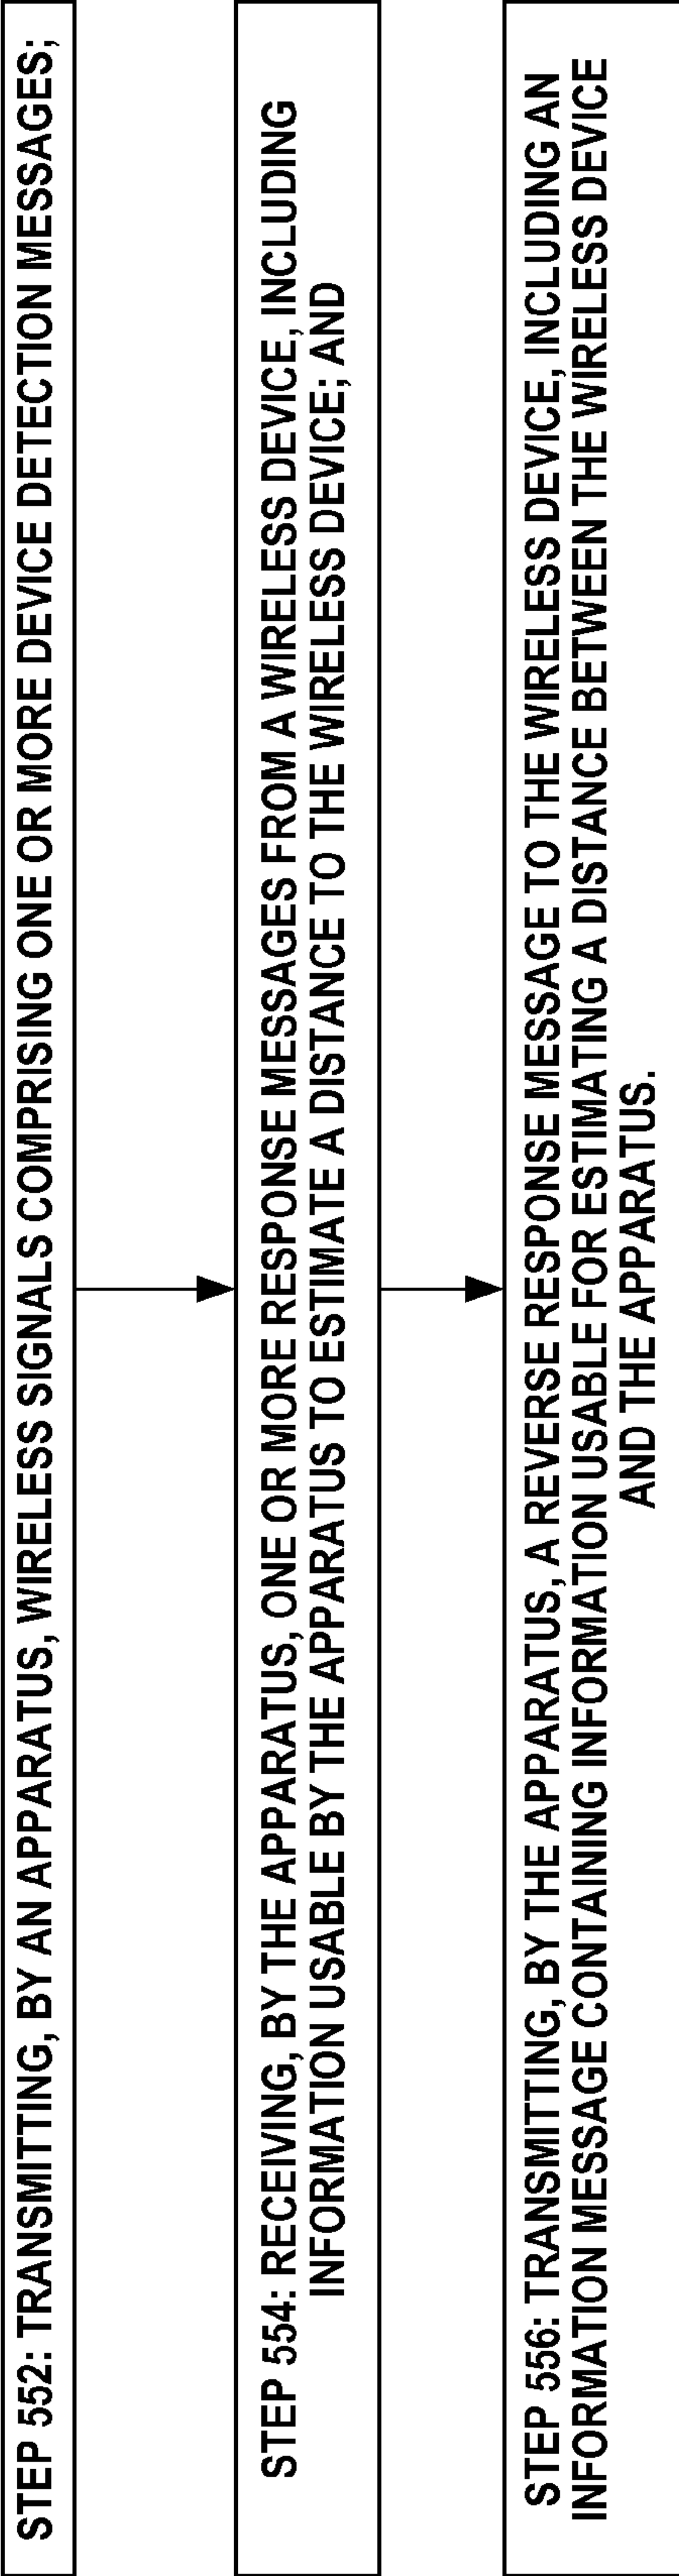 STEP 552: TRANSMITTING, BY AN APPARATUS, WIRELESS SIGNALS COMPRISING ONE OR MORE DEVICE DETECTION MESSAGES;
STEP 554: RECEIVING, BY THE APPARATUS, ONE OR MORE RESPONSE MESSAGES FROM A WIRELESS DEVICE, INCLUDING
INFORMATION USABLE BY THE APPARATUS TO ESTIMATE A DISTANCE TO THE WIRELESS DEVICE; AND
STEP 556: TRANSMITTING, BY THE APPARATUS, A REVERSE RESPONSE MESSAGE TO THE WIRELESS DEVICE, INCLUDING AN
INFORMATION MESSAGE CONTAINING INFORMATION USABLE FOR ESTIMATING A DISTANCE BETWEEN THE WIRELESS DEVICE
AND THE APPARATUS.